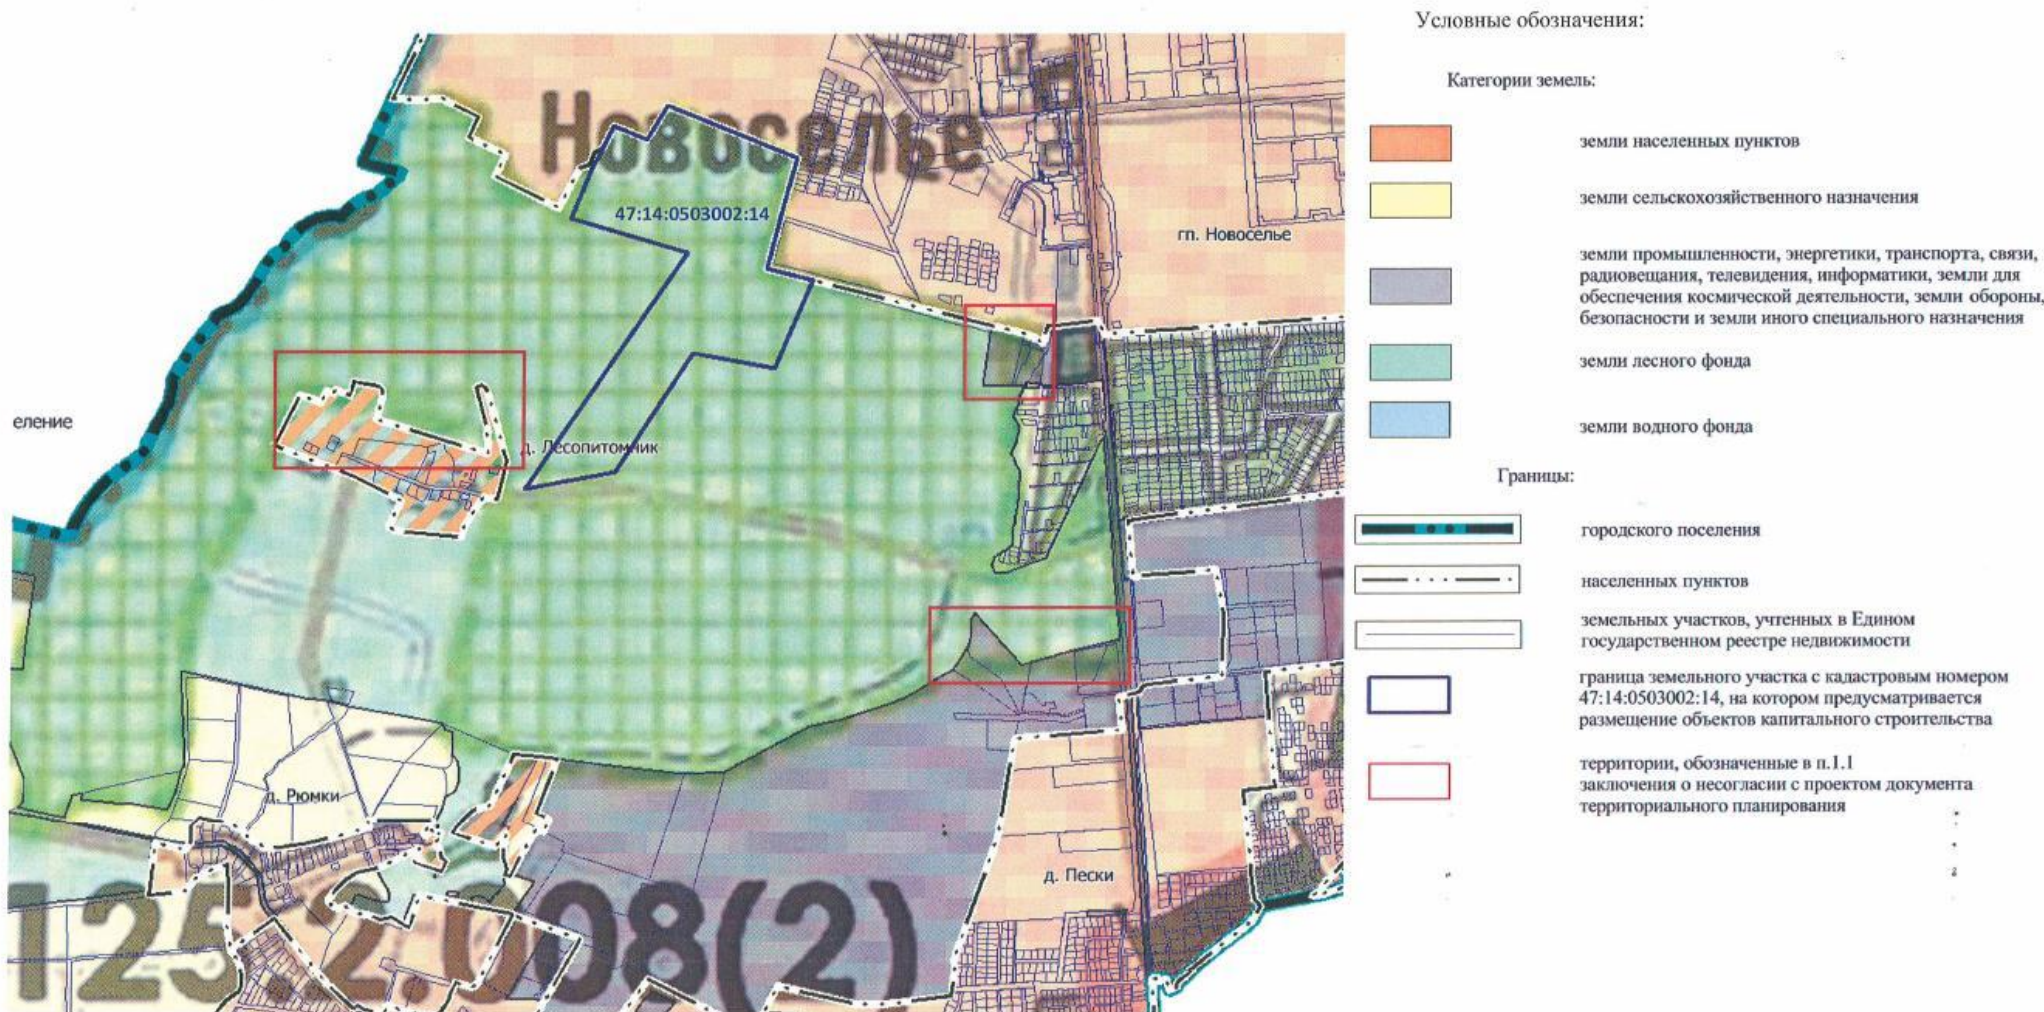 Новоселье
47:14:0503002:14
гп. Новоселье
еление
д. Лесопитомник
д. Рюмки
д. Пески
125.2.008(2)
Условные обозначения:
Категории земель:
земли населенных пунктов
земли сельскохозяйственного назначения
земли промышленности, энергетики, транспорта, связи,
радиовещания, телевидения, информатики, земли для
обеспечения космической деятельности, земли обороны,
безопасности и земли иного специального назначения
земли лесного фонда
земли водного фонда
Границы:
городского поселения
населенных пунктов
земельных участков, учтенных в Едином
государственном реестре недвижимости
граница земельного участка с кадастровым номером
47:14:0503002:14, на котором предусматривается
размещение объектов капитального строительства
территории, обозначенные в п.1.1
заключения о несогласии с проектом документа
территориального планирования